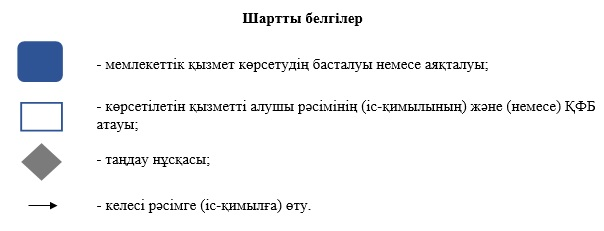 Шартты белгілер
- мемлекеттік қызмет көрсетудің басталуы немесе аяқталуы;
- көрсетілетін қызметті алушы рәсімінің (іс-қимылының) және (немесе) ҚФБ
атауы;
- таңдау нұсқасы;
- келесі рәсімге (іс-қимылға) өту.